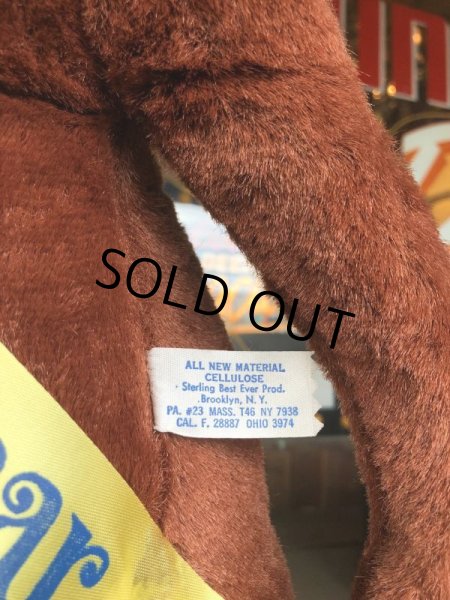 SOLD OUT
ALL NEW MATERIAL
CELLULOSE
Sterling Best Ever Prod.
Brooklyn, N. Y.
PA. #23 MASS. T46 NY 7938
CAL. F. 28887 OHIO 3974
ar